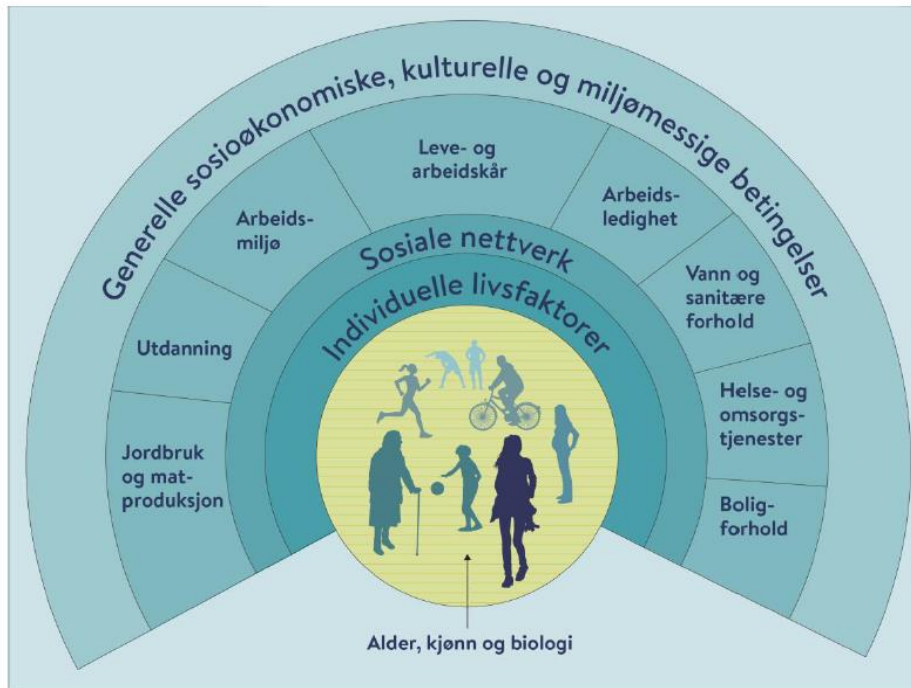 Generelle sosioøkonomiske, kulturelle og miljømessige betingelser
Leve- og
arbeidskår
Arbeids-
miljø
Arbeids-
ledighet
Sosiale nettverk
Vann og
sanitære
forhold
Individuelle livsfaktorer
Utdanning
Helse- og
omsorgs-
tjenester
Jordbruk
og mat-
produksjon
Bolig-
forhold
Alder, kjønn og biologi